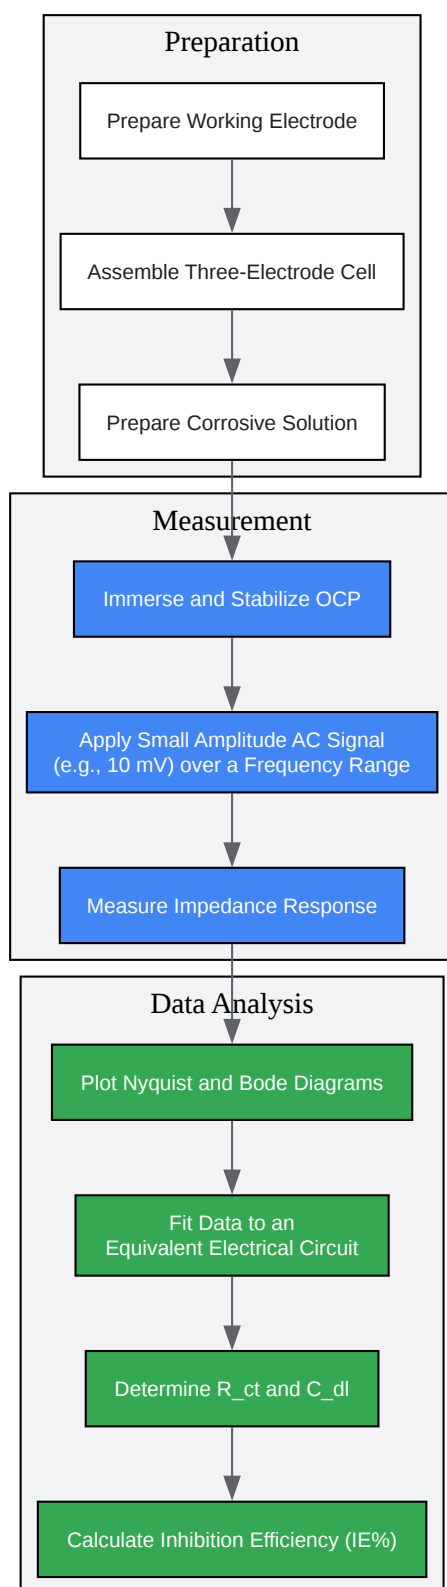 Preparation
Prepare Working Electrode
Assemble Three-Electrode Cell
Prepare Corrosive Solution
Measurement
Immerse and Stabilize OCP
Apply Small Amplitude AC Signal
(e.g., 10 mV) over a Frequency Range
Measure Impedance Response
Data Analysis
Plot Nyquist and Bode Diagrams
Fit Data to an
Equivalent Electrical Circuit
Determine R_ct and C_dl
Calculate Inhibition Efficiency (IE%)